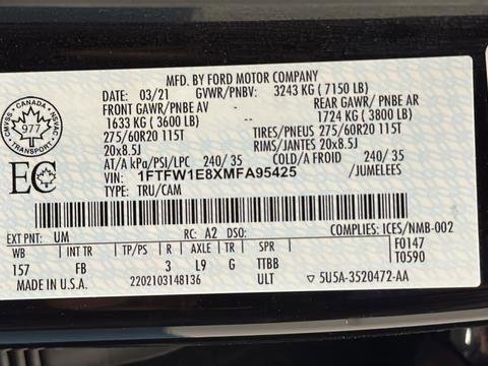 MFD. BY FORD MOTOR COMPANY
DATE: 03/21 GVWR/PNBV: 3243 KG ( 7150 LB)
FRONT GAWR/PNBE AV REAR GAWR/ PNBE AR
1633 KG ( 3600 LB) 1724 KG ( 3800 LB)
275/60R20 115T TIRES/PNEUS 275/60R20 115T
20x8.5J RIMS/JANTES 20x8.5J
AT/A kPa/PSI/LPC 240/ 35 COLD/A FROID 240/ 35
VIN: 1FTFW1E8XMFA95425 /JUMELEES
TYPE: TRU/CAM
CANADA
977
TRANSPORT
CMVSS
NSVAC
EC
EXT PNT: UM RC: A2 DSO: COMPLIES: ICES/NMB-002
WB INT TR TP/PS R AXLE TR SPR F0147
157 FB 3 L9 G TTBB T0590
MADE IN U.S.A. 2202103148136 ULT ▽ 5U5A-3520472-AA